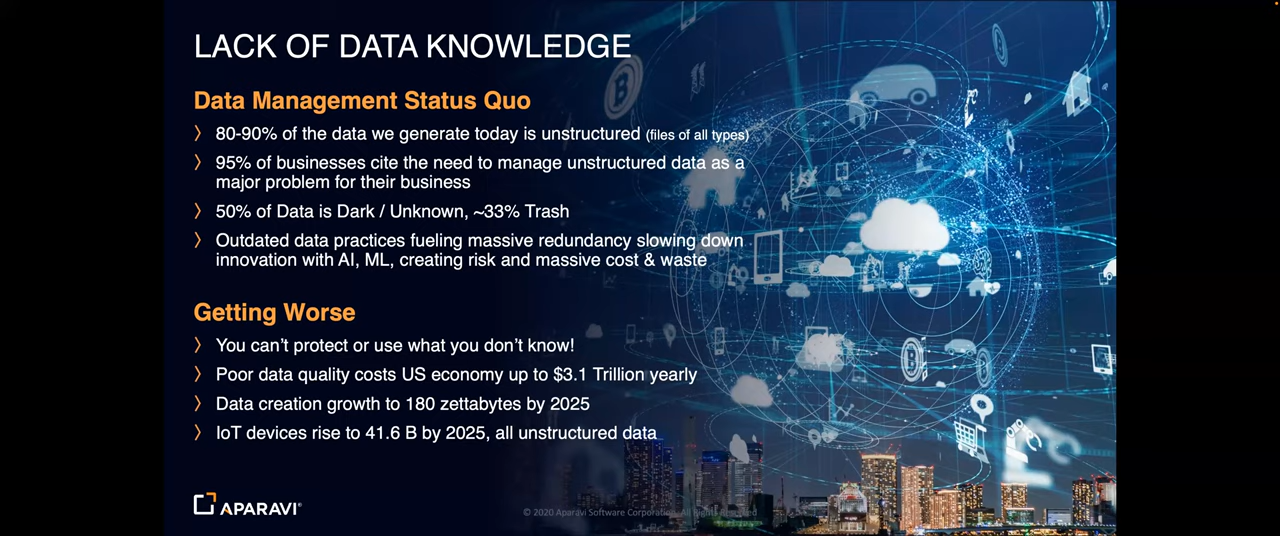 LACK OF DATA KNOWLEDGE
Data Management Status Quo
〉 80-90% of the data we generate today is unstructured (files of all types)
〉 95% of businesses cite the need to manage unstructured data as a
major problem for their business
〉 50% of Data is Dark / Unknown, ~33% Trash
〉 Outdated data practices fueling massive redundancy slowing down
innovation with AI, ML, creating risk and massive cost & waste
Getting Worse
〉 You can't protect or use what you don't know!
〉 Poor data quality costs US economy up to $3.1 Trillion yearly
〉 Data creation growth to 180 zettabytes by 2025
〉 IoT devices rise to 41.6 B by 2025, all unstructured data
APARAVI®
© 2020 Aparavi Software Corporation. All Rights Reserved